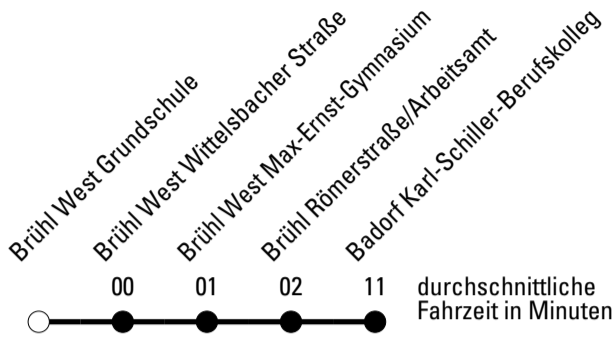 Brühl West Grundschule
Brühl West Wittelsbacher Straße
Brühl West Max-Ernst-Gymnasium
Brühl Römerstraße/Arbeitsamt
Badorf Karl-Schiller-Berufskolleg
00 01 02 11 durchschnittliche
Fahrzeit in Minuten